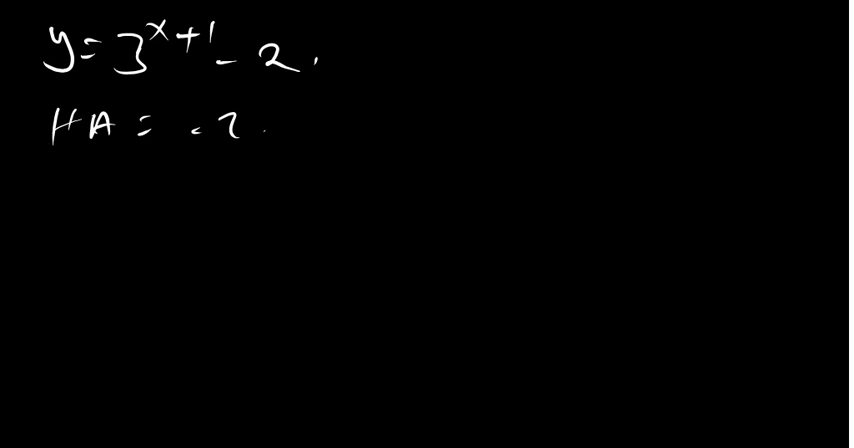 y = 3^{x+1} - 2.
HA = -2.